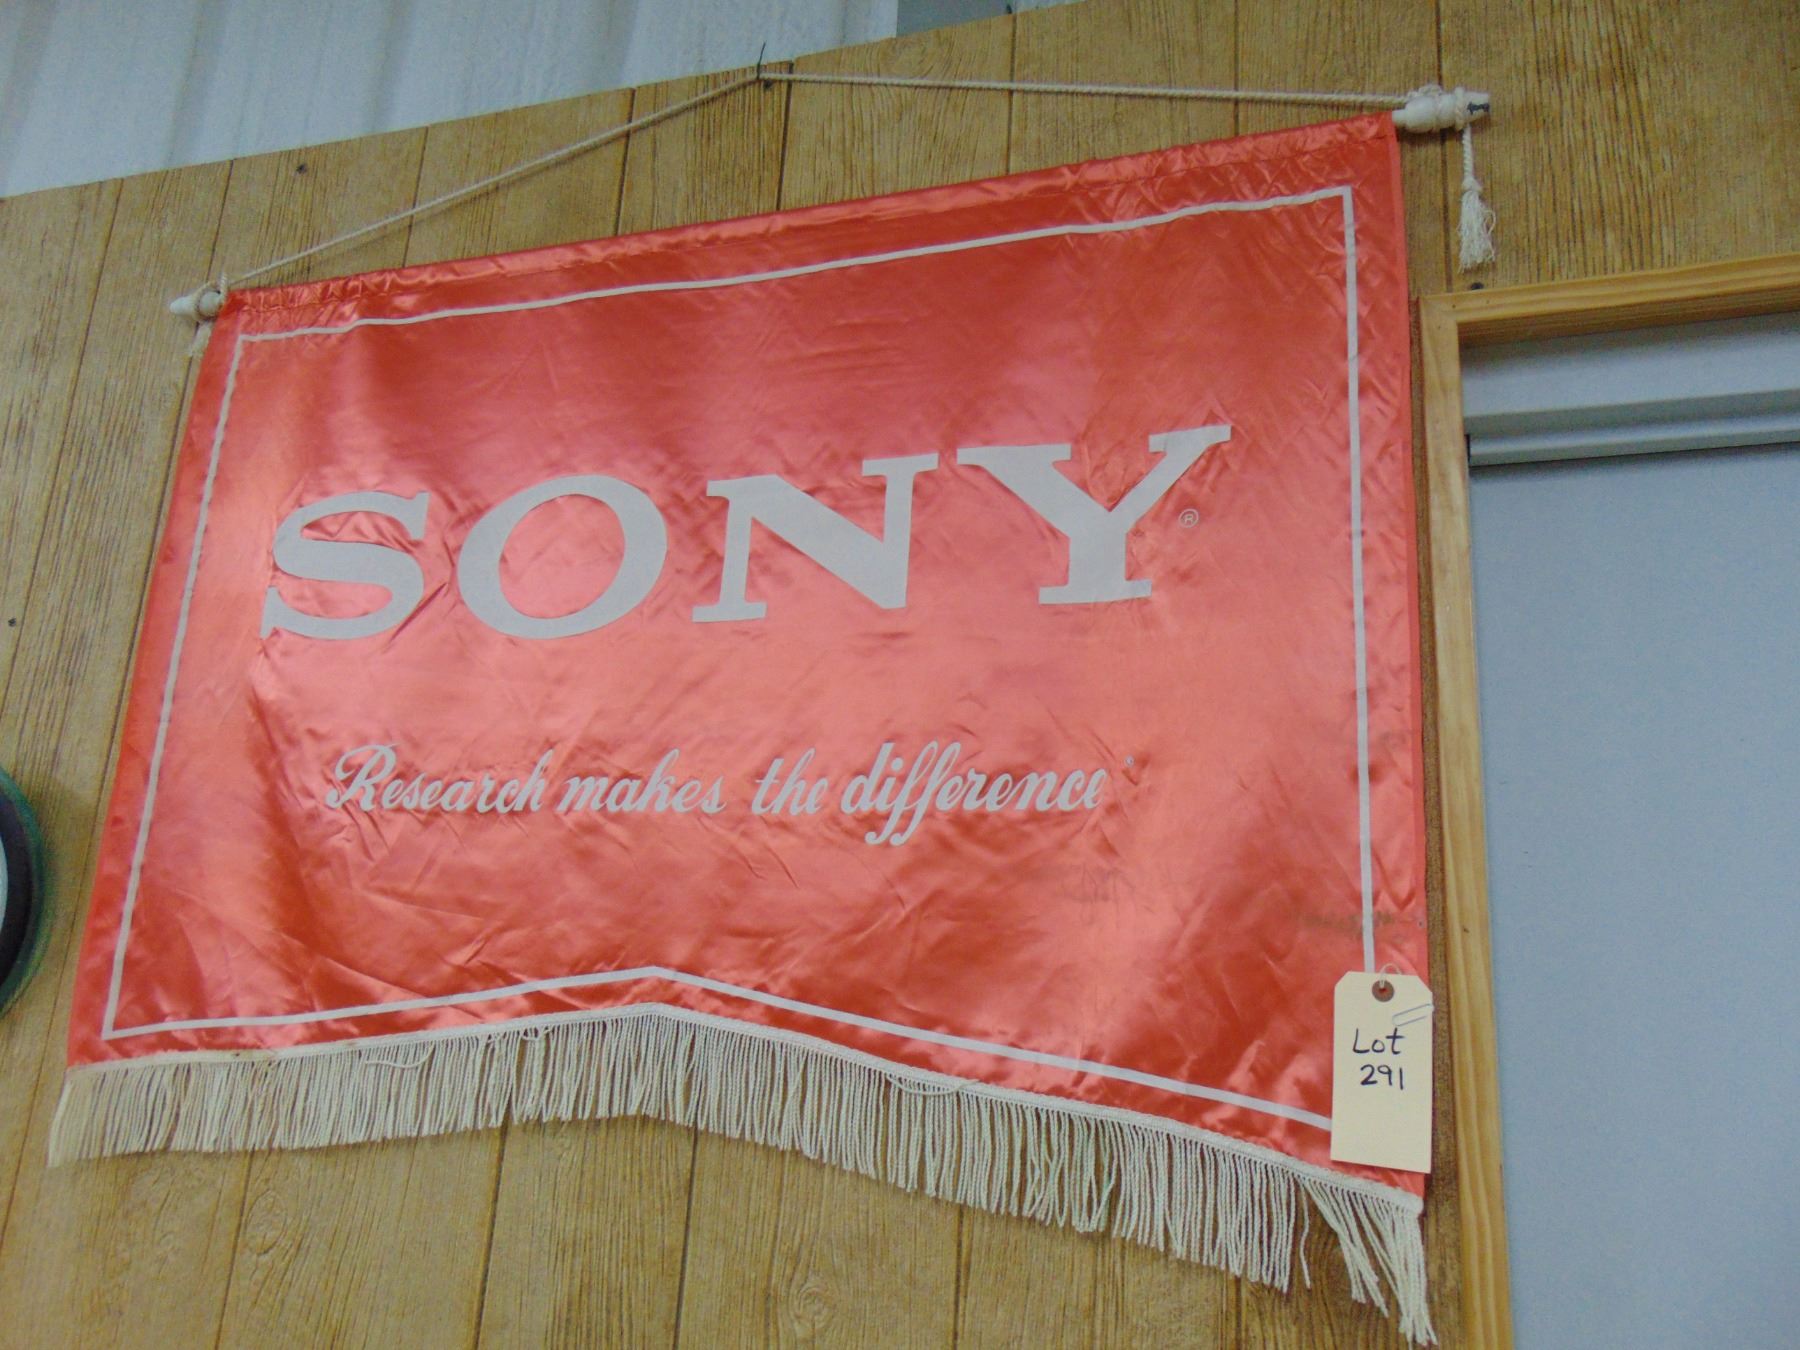 SONY®
Research makes the difference
Lot
291